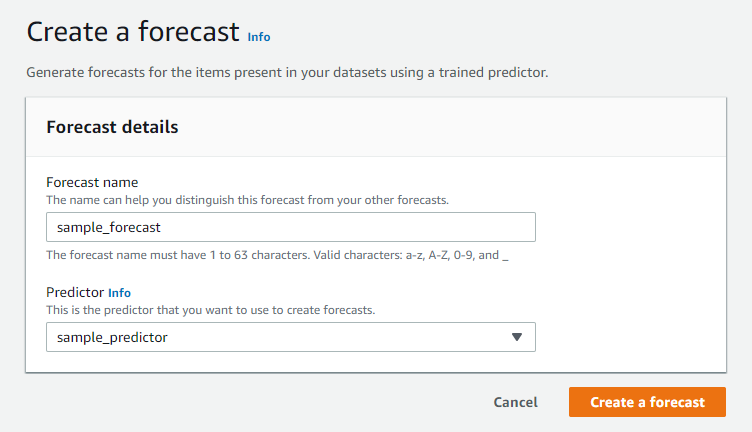 Create a forecast Info
Generate forecasts for the items present in your datasets using a trained predictor.
Forecast details
Forecast name
The name can help you distinguish this forecast from your other forecasts.
sample_forecast
The forecast name must have 1 to 63 characters. Valid characters: a-z, A-Z, 0-9, and _
Predictor Info
This is the predictor that you want to use to create forecasts.
sample_predictor
Cancel Create a forecast